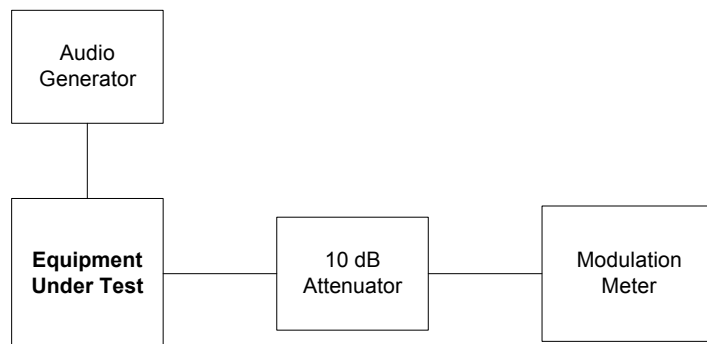 Audio
Generator
Equipment
Under Test
10 dB
Attenuator
Modulation
Meter